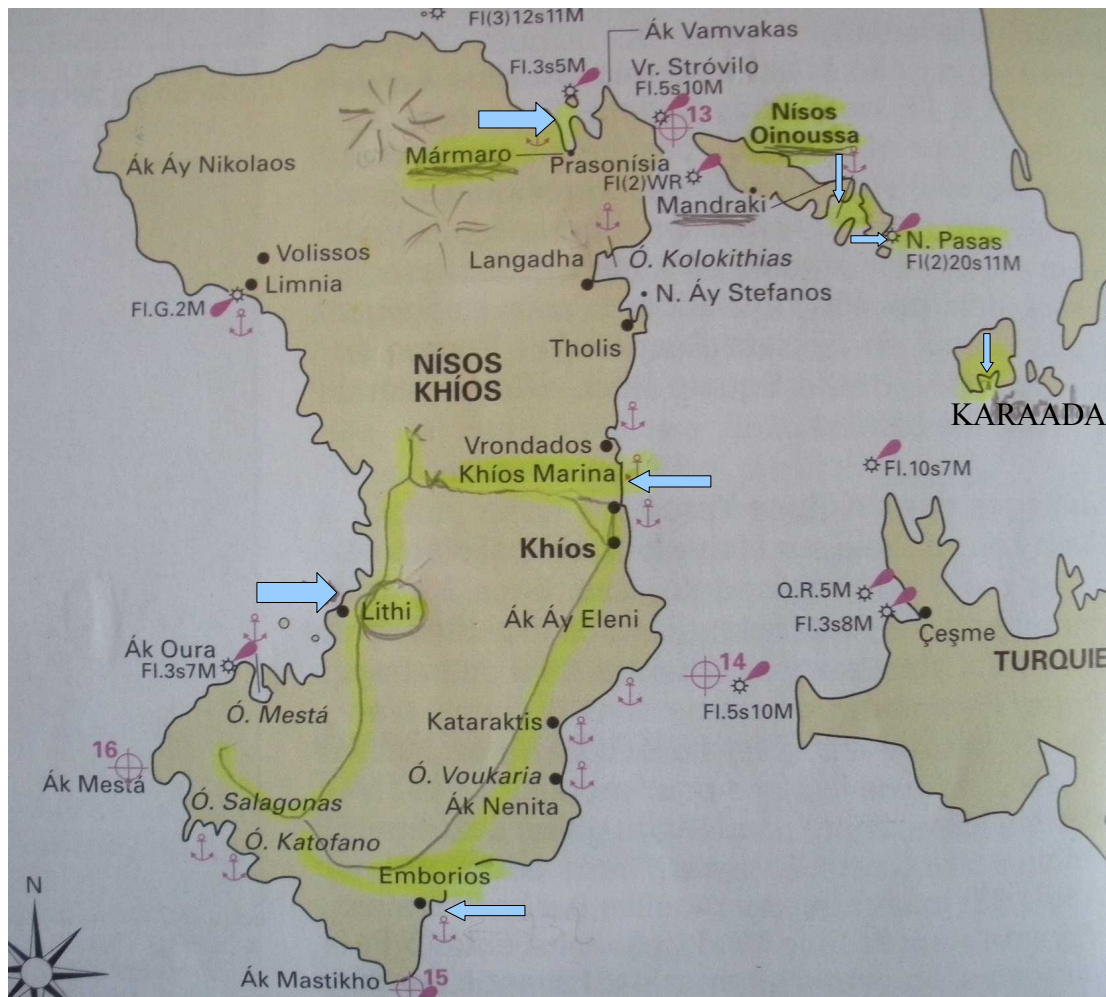 Fl(3)12s11M
Ák Vamvakas
Fl.3s5M
Vr. Stróvilo
Fl.5s10M
13
Nísos
Oinoussa
Mármaro
Prasonísia
Ák Áy Nikolaos
Fl(2)WR
Mandraki
N. Pasas
Fl(2)20s11M
Volissos
Langadha
Ó. Kolokithias
Limnia
N. Áy Stefanos
Fl.G.2M
Tholis
NÍSOS
KHÍOS
KARAADA
Vrondados
Khíos Marina
Fl.10s7M
Khíos
Q.R.5M
Lithi
Ák Áy Eleni
Fl.3s8M
Çeşme
Ák Oura
Fl.3s7M
14
TURQUIE
Fl.5s10M
Ó. Mestá
Kataraktis
16
Ák Mestá
Ó. Voukaria
Ák Nenita
Ó. Salagonas
Ó. Katofano
Emborios
N
Ák Mastikho
15